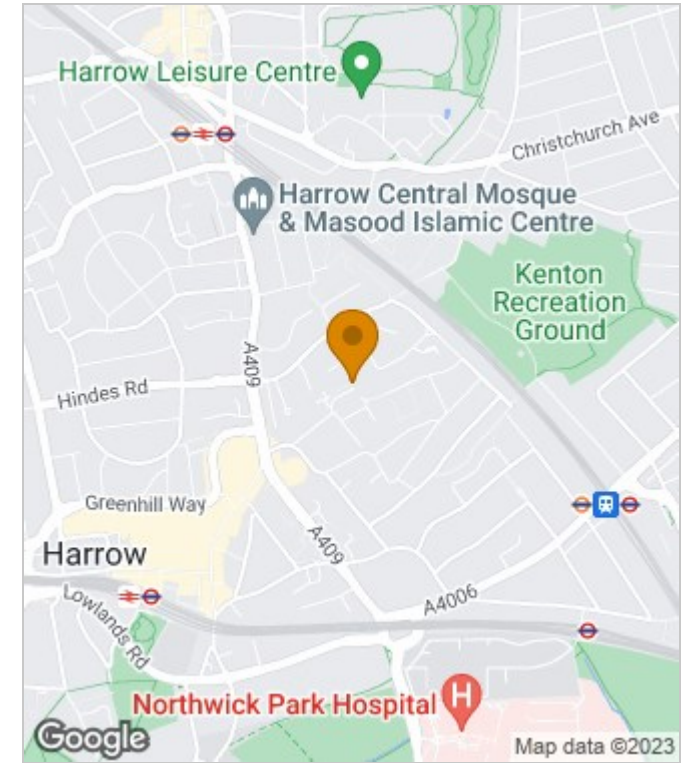 Harrow Leisure Centre
Christchurch Ave
Harrow Central Mosque
& Masood Islamic Centre
Kenton
Recreation
Ground
A409
Hindes Rd
Greenhill Way
Harrow
A409
A4006
Lowlands Rd
Northwick Park Hospital
H
Google
Map data ©2023